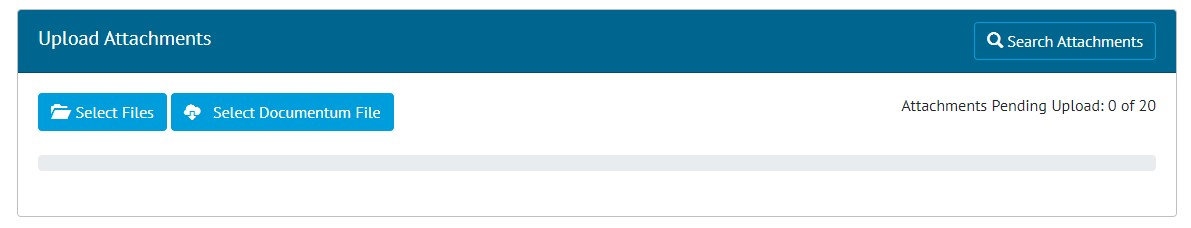 Upload Attachments
Search Attachments
Select Files
Select Documentum File
Attachments Pending Upload: 0 of 20